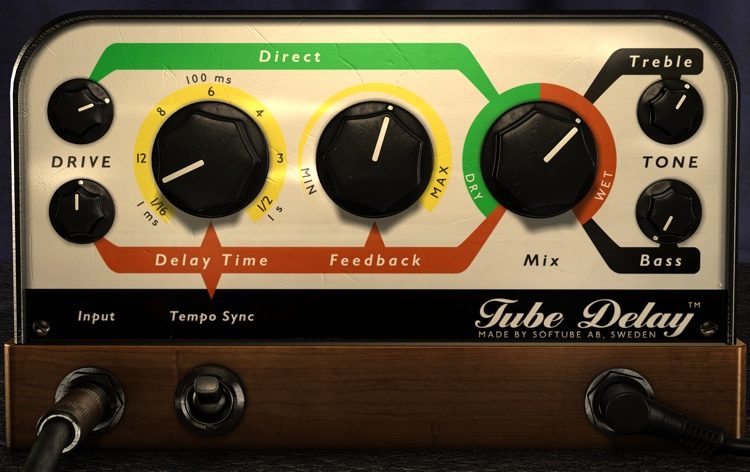 Direct
Treble
100 ms
6
8
4
12
3
1/16
1/2
1 ms
1 s
DRIVE
MIN
MAX
DRY
WET
TONE
Delay Time
Feedback
Mix
Bass
Input
Tempo Sync
Tube Delay™
MADE BY SOFTUBE AB, SWEDEN